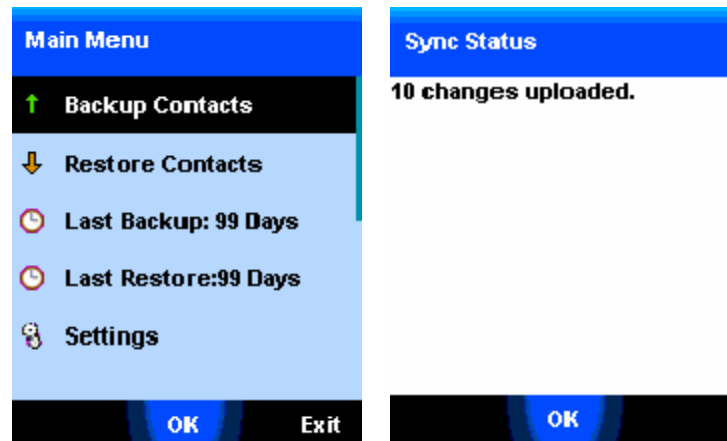 Main Menu
Backup Contacts
Restore Contacts
Last Backup: 99 Days
Last Restore:99 Days
Settings
OK
Exit
Sync Status
10 changes uploaded.
OK